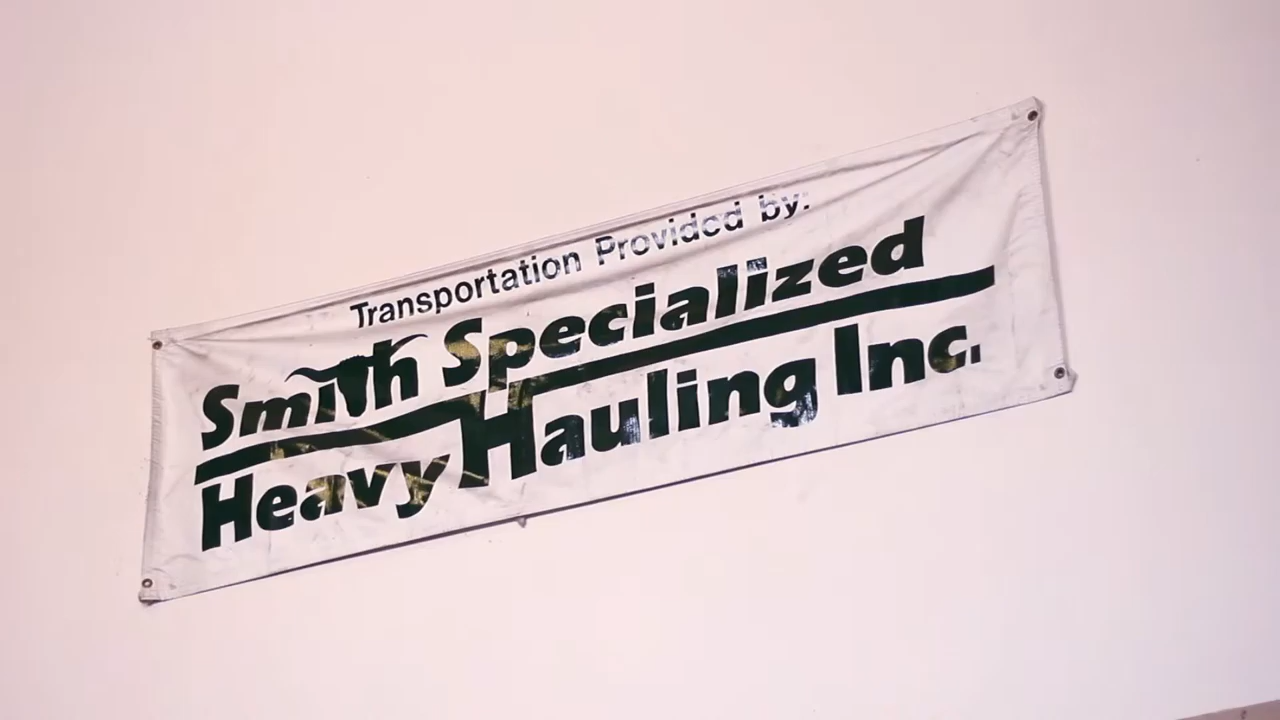 Transportation Provided by:
Smith Specialized
Heavy Hauling Inc.